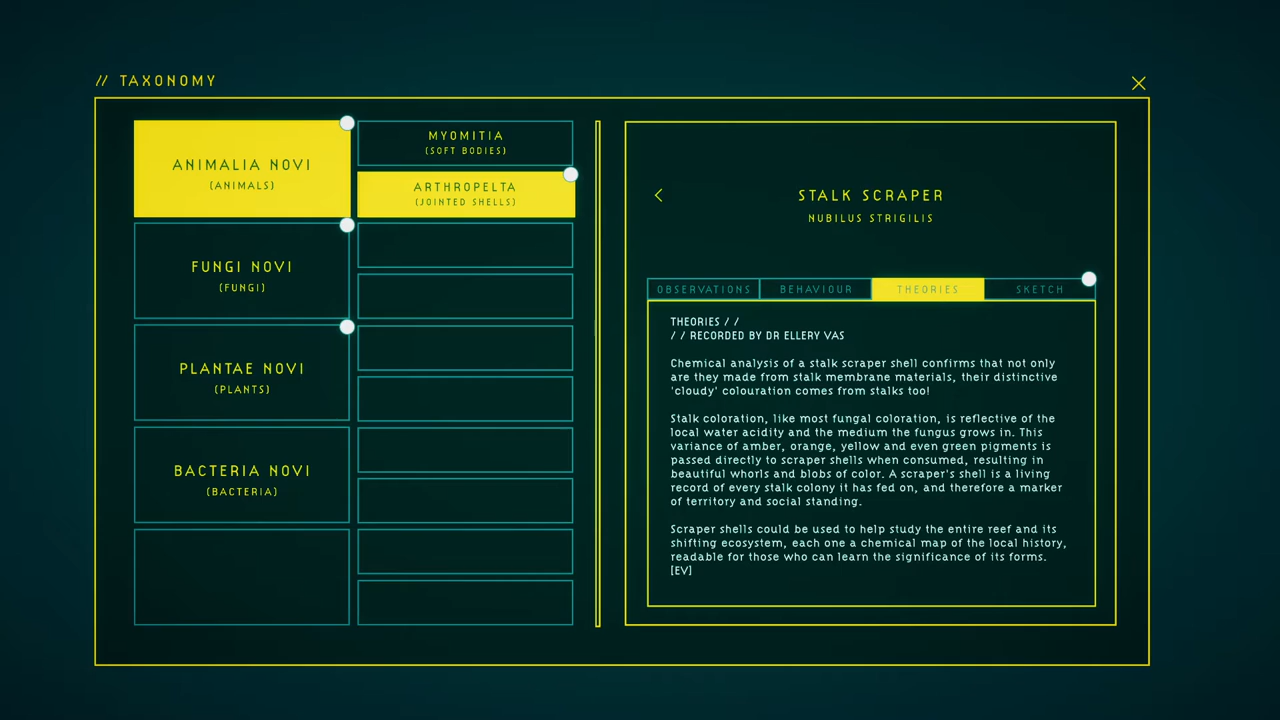 // TAXONOMY
ANIMALIA NOVI
(ANIMALS)
FUNGI NOVI
(FUNGI)
PLANTAE NOVI
(PLANTS)
BACTERIA NOVI
(BACTERIA)
MYOMITIA
(SOFT BODIES)
ARTHROPELTA
(JOINTED SHELLS)
STALK SCRAPER
NUBILUS STRIGILIS
OBSERVATIONS
BEHAVIOUR
THEORIES
SKETCH
THEORIES / /
/ / RECORDED BY DR ELLERY VAS
Chemical analysis of a stalk scraper shell confirms that not only
are they made from stalk membrane materials, their distinctive
'cloudy' colouration comes from stalks too!
Stalk coloration, like most fungal coloration, is reflective of the
local water acidity and the medium the fungus grows in. This
variance of amber, orange, yellow and even green pigments is
passed directly to scraper shells when consumed, resulting in
beautiful whorls and blobs of color. A scraper's shell is a living
record of every stalk colony it has fed on, and therefore a marker
of territory and social standing.
Scraper shells could be used to help study the entire reef and its
shifting ecosystem, each one a chemical map of the local history,
readable for those who can learn the significance of its forms.
[EV]